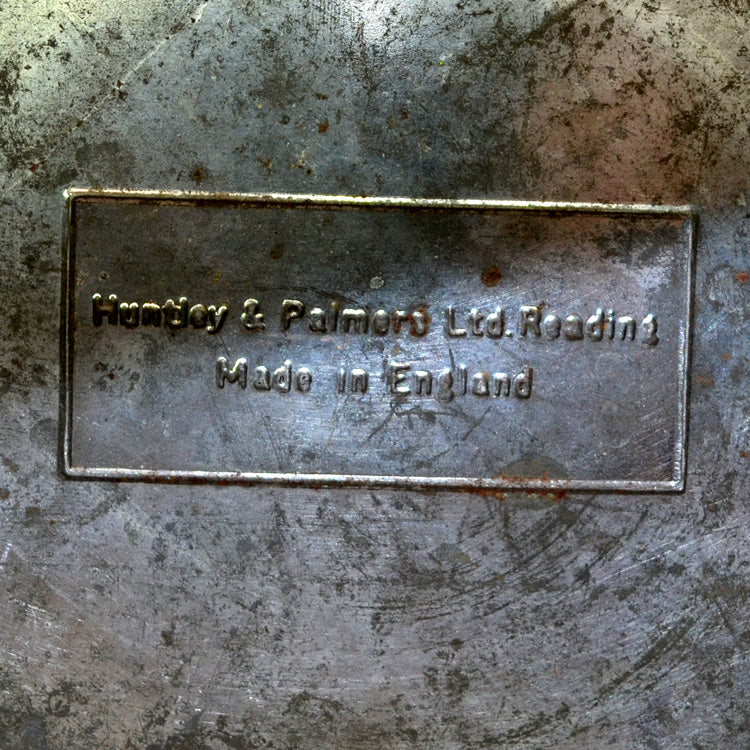 Huntley & Palmers Ltd. Reading
Made in England